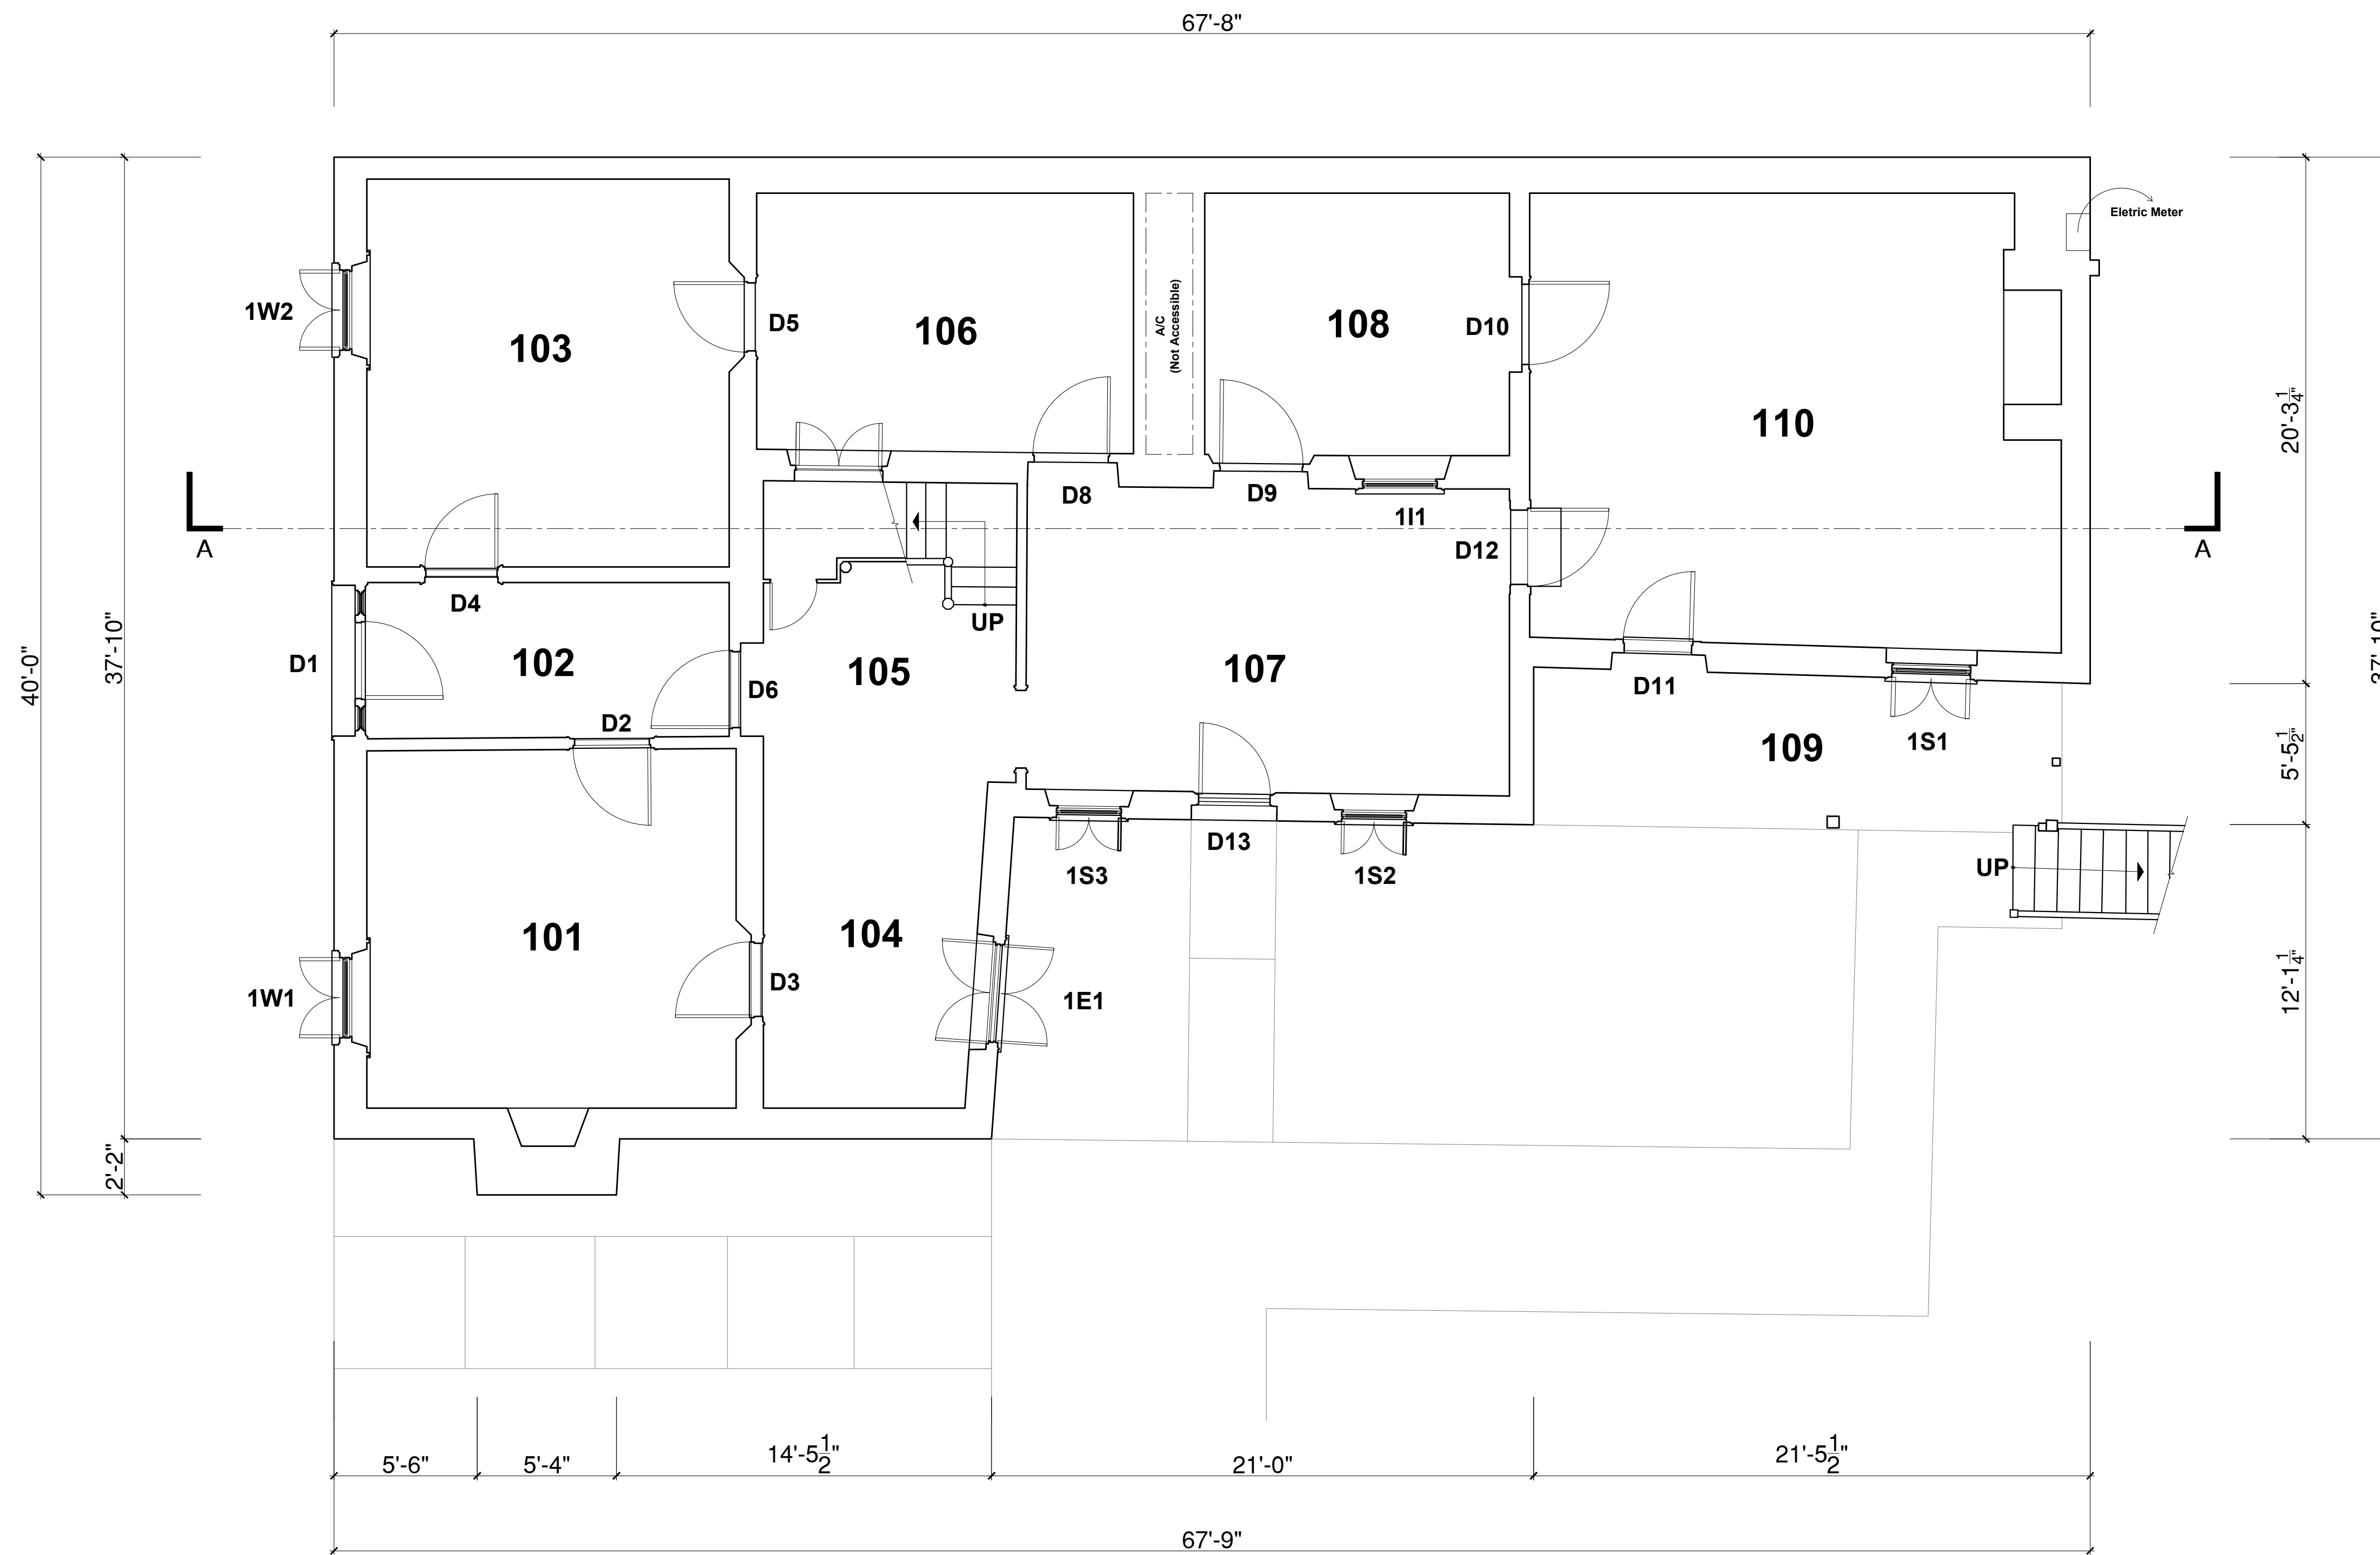 67'-8"
Eletric Meter
1W2
103
D5
106
A/C
(Not Accessible)
108
D10
110
20'-3 1/4"
A
D8
D9
1I1
D12
A
40'-0"
37'-10"
D4
D1
102
D6
105
UP
107
D11
37'-10"
D2
109
1S1
5'-5 1/2"
1S3
D13
1S2
UP
101
104
D3
1W1
1E1
12'-1 1/4"
2'-2"
5'-6"
5'-4"
14'-5 1/2"
21'-0"
21'-5 1/2"
67'-9"